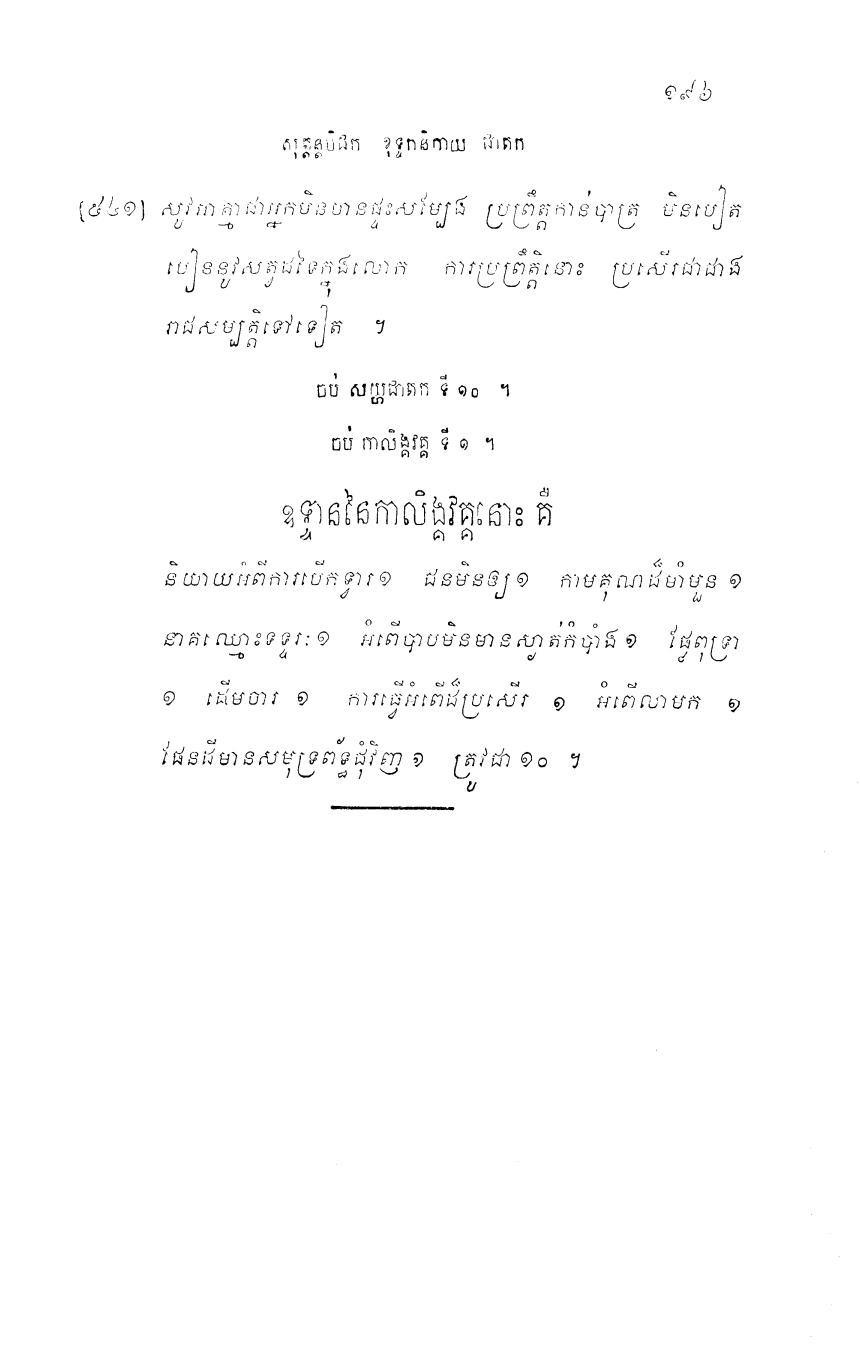 ១៩៦
សុត្តន្តបិដក ខុទ្ទកនិកាយ ជាតក
[៥៤១] សូវអាត្មាជាអ្នកមិនមានផ្ទះសម្បែង ប្រព្រឹត្តកាន់បាត្រ មិនបៀត
បៀននូវសត្វដទៃក្នុងលោក ការប្រព្រឹត្តិនោះ ប្រសើរជាជាង
រាជសម្បត្តិទៅទៀត ។
ចប់ សយ្ហជាតក ទី ១០ ។
ចប់ កាលិង្គវគ្គ ទី ១ ។
ឧទ្ទាននៃកាលិង្គវគ្គនោះ គឺ
និយាយអំពីការបើកទ្វារ ១ ជនមិនឲ្យ ១ កាមគុណដ៏មាំមួន ១
នាគឈ្មោះទទ្ទរៈ ១ អំពើបាបមិនមានស្ងាត់កំបាំង ១ ផ្លែពុទ្រា
១ ដើមចារ ១ ការធ្វើអំពើដ៏ប្រសើរ ១ អំពើលាមក ១
ផែនដីមានសមុទ្រព័ទ្ធជុំវិញ ១ ត្រូវជា ១០ ។